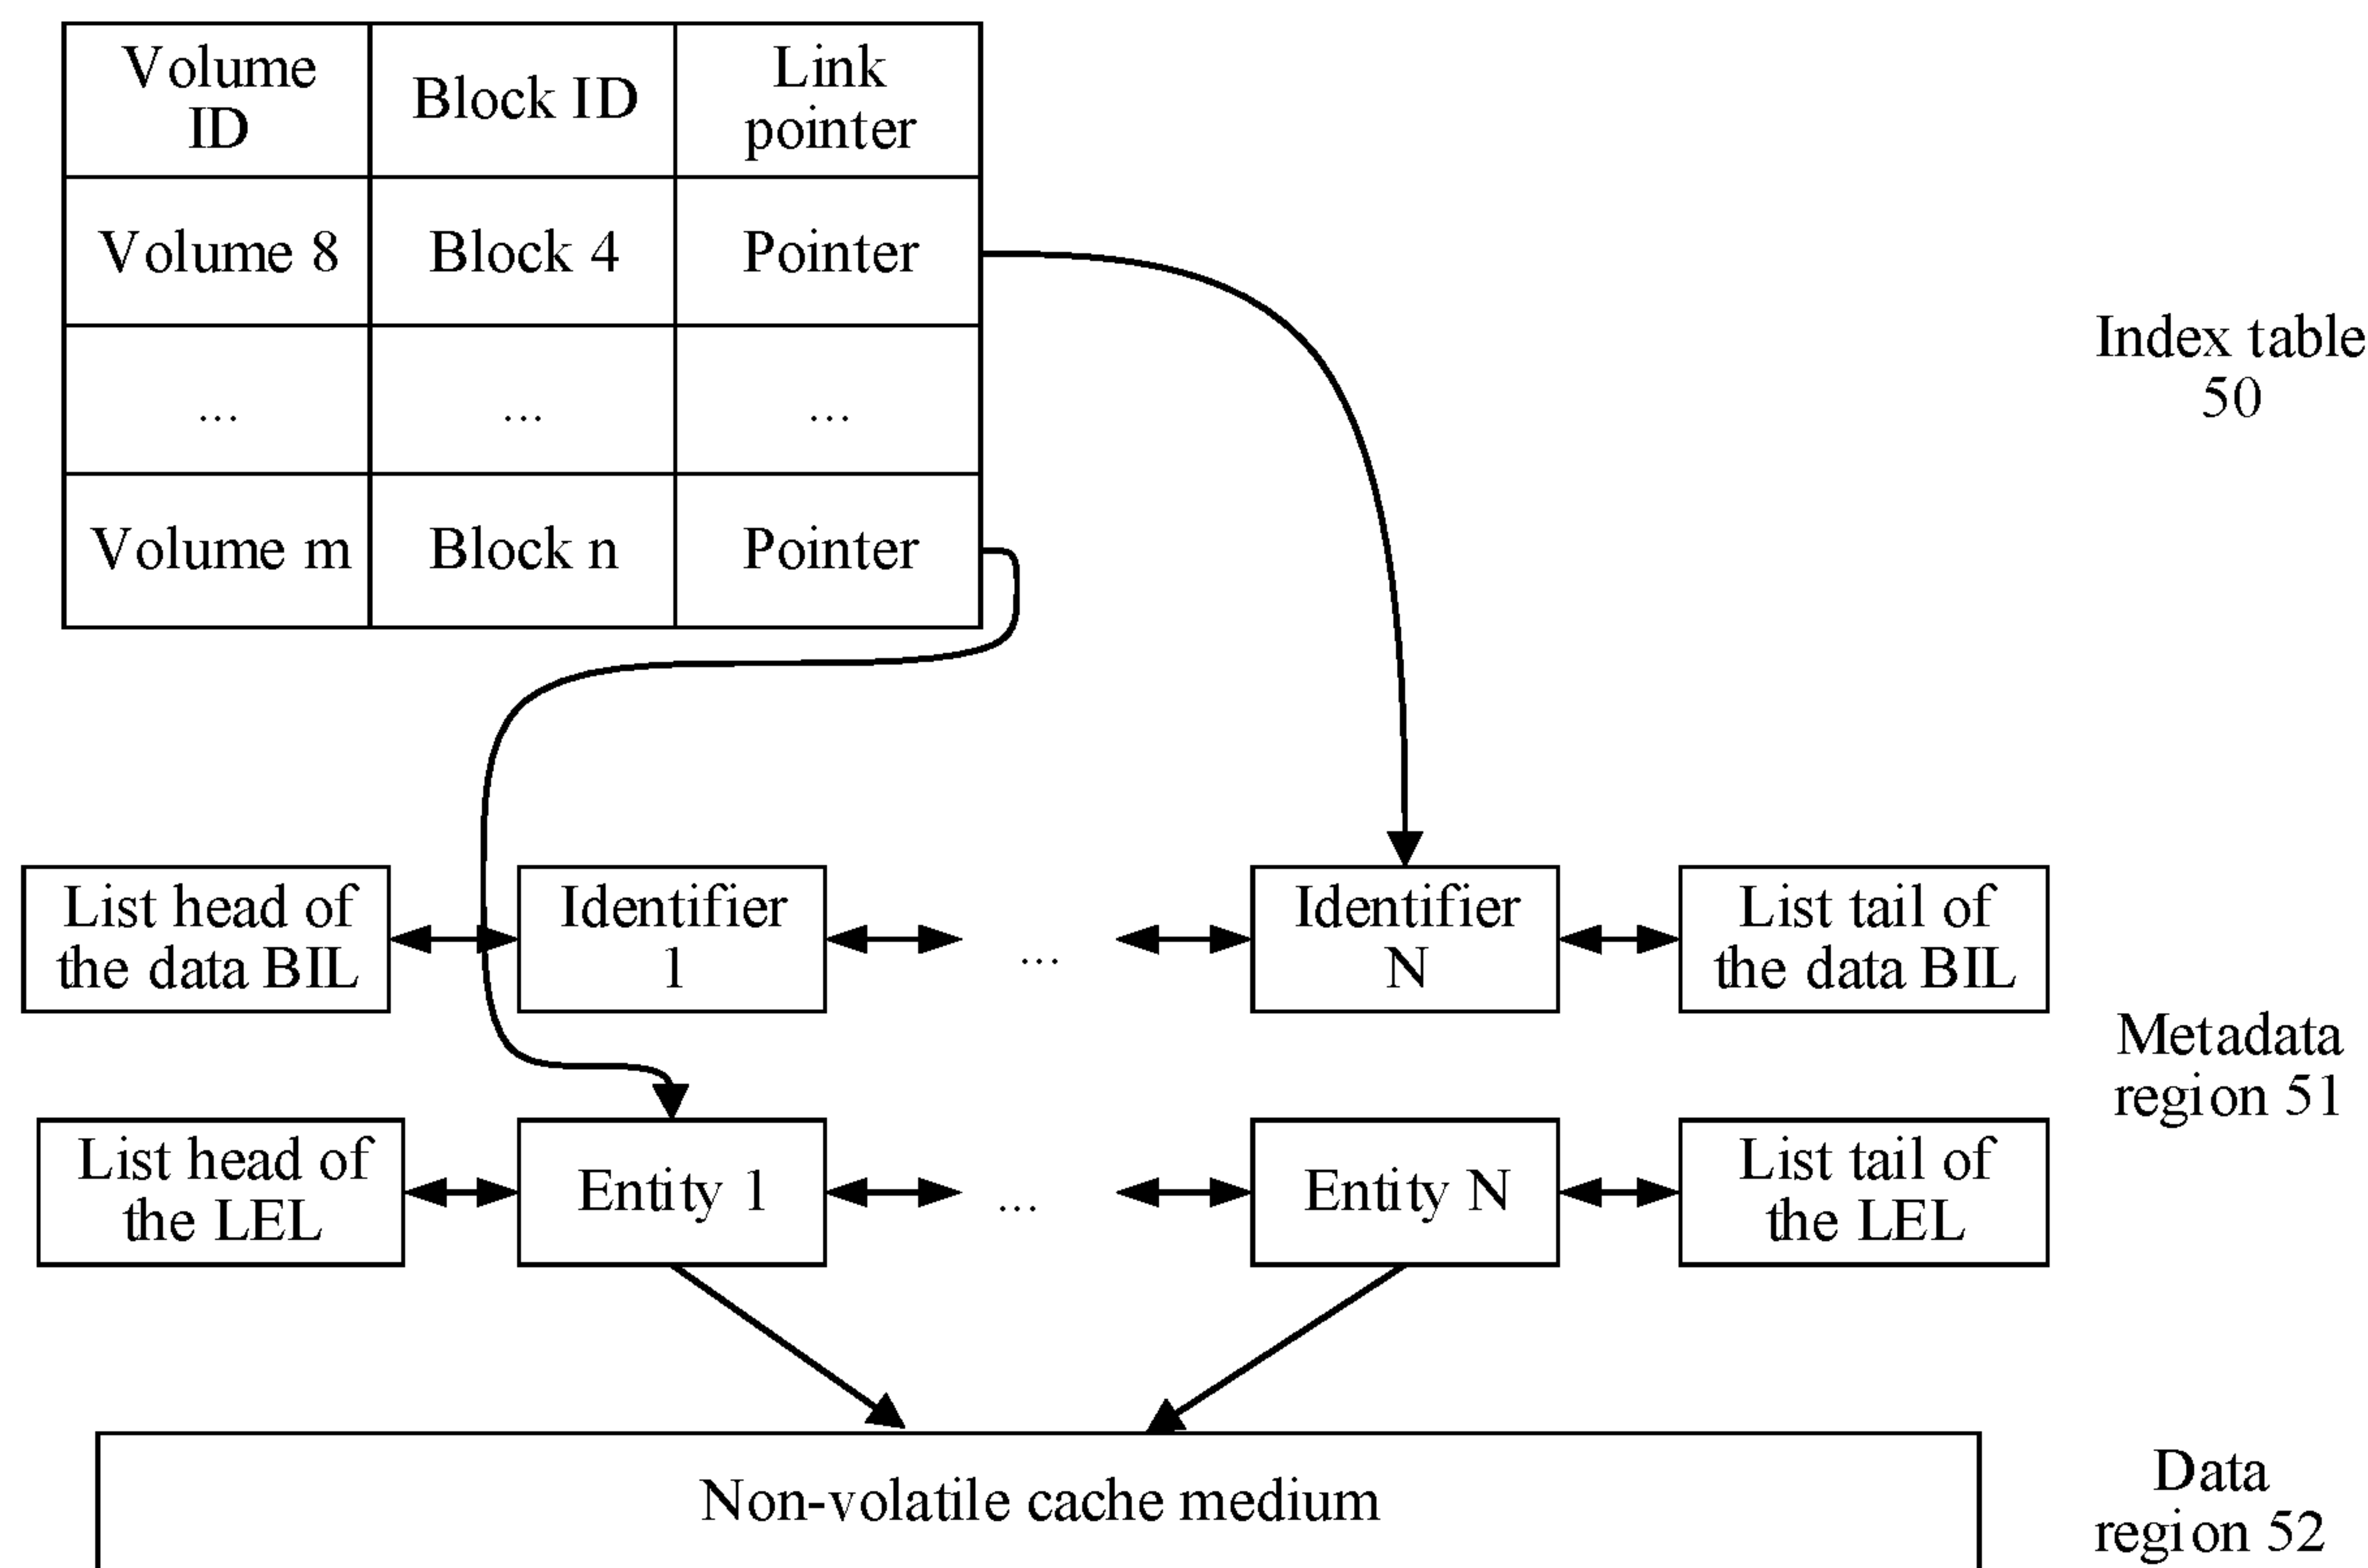 Volume
ID
Block ID
Link
pointer
Volume 8
Block 4
Pointer
...
...
...
Volume m
Block n
Pointer
Index table
50
List head of
the data BIL
Identifier
1
...
Identifier
N
List tail of
the data BIL
Metadata
region 51
List head of
the LEL
Entity 1
...
Entity N
List tail of
the LEL
Non-volatile cache medium
Data
region 52